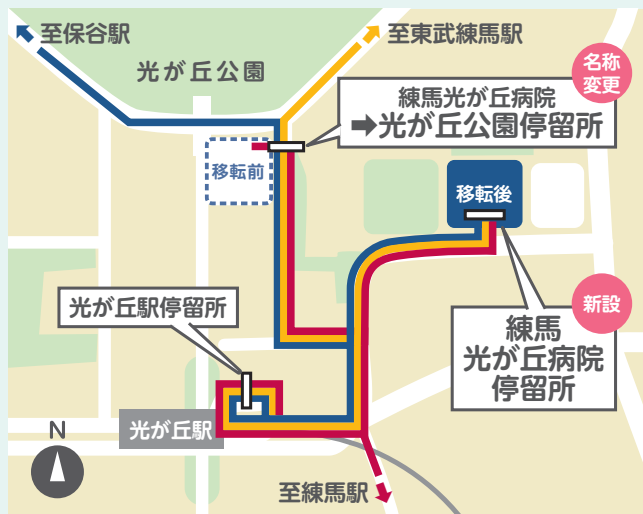 至保谷駅
至東武練馬駅
光が丘公園
名称
変更
練馬光が丘病院
➡光が丘公園停留所
移転前
移転後
光が丘駅停留所
新設
練馬
光が丘病院
停留所
光が丘駅
N
至練馬駅